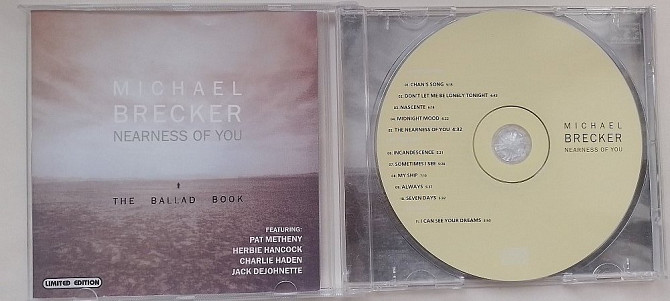 MICHAEL
BRECKER
NEARNESS OF YOU
THE BALLAD BOOK
FEATURING:
PAT METHENY
HERBIE HANCOCK
CHARLIE HADEN
JACK DEJOHNETTE
LIMITED EDITION
CHAN'S SONG
DON'T LET ME BE LONELY TONIGHT
NASCENTE
MIDNIGHT MOOD
THE NEARNESS OF YOU 4:32
INCANDESCENCE
SOMETIMES I SEE
MY SHIP
ALWAYS
SEVEN DAYS
I CAN SEE YOUR DREAMS
MICHAEL
BRECKER
NEARNESS OF YOU